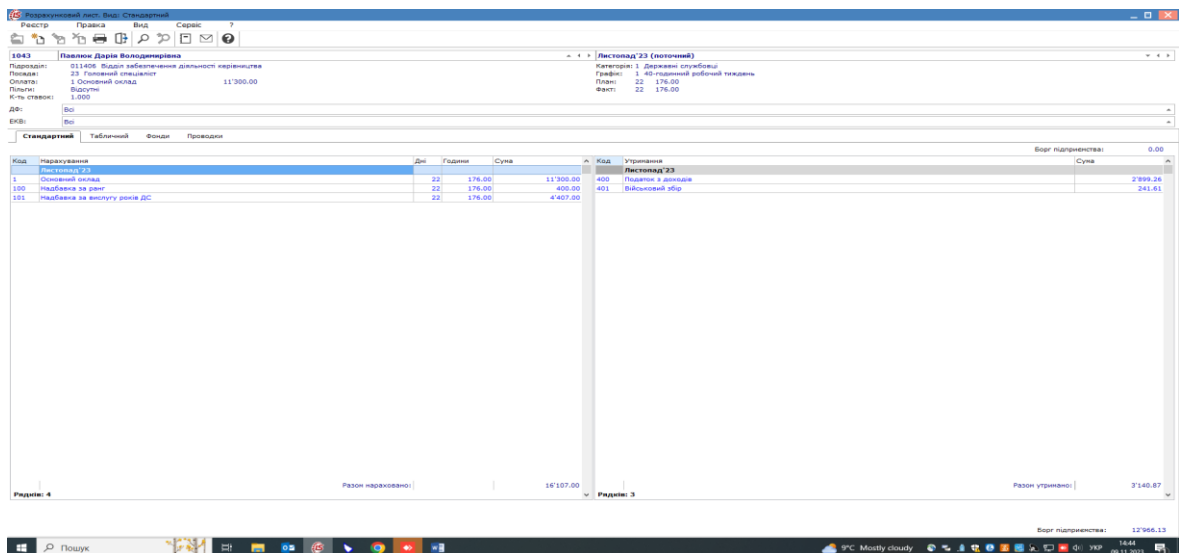 Розрахунковий лист. Вид: Стандартний
Реєстр Правка Вид Сервіс ?
1043 Павлюк Дарія Володимирівна Листопад'23 (поточний)
Підрозділ: 011406 Відділ забезпечення діяльності керівництва Категорія: 1 Державні службовці
Посада: 23 Головний спеціаліст Графік: 1 40-годинний робочий тиждень
Оплата: 1 Основний оклад 11'300.00 План: 22 176.00
Пільги: Відсутні Факт: 22 176.00
К-ть ставок: 1.000
ДФ: Всі
ЕКВ: Всі
Стандартний Табличний Фонди Проводки
Борг підприємства: 0.00
Код Нарахування Дні Години Сума Код Утримання Сума
Листопад'23 Листопад'23
1 Основний оклад 22 176.00 11'300.00 400 Податок з доходів 2'899.26
100 Надбавка за ранг 22 176.00 400.00 401 Військовий збір 241.61
101 Надбавка за вислугу років ДС 22 176.00 4'407.00
Разом нараховано: 16'107.00 Разом утримано: 3'140.87
Рядків: 4 Рядків: 3
Борг підприємства: 12'966.13
Пошук 9°C Mostly cloudy УКР 14:44
09.11.2023